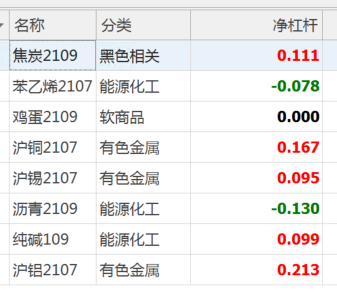 名称 分类 净杠杆
焦炭2109 黑色相关 0.111
苯乙烯2107 能源化工 -0.078
鸡蛋2109 软商品 0.000
沪铜2107 有色金属 0.167
沪锡2107 有色金属 0.095
沥青2109 能源化工 -0.130
纯碱109 能源化工 0.099
沪铝2107 有色金属 0.213